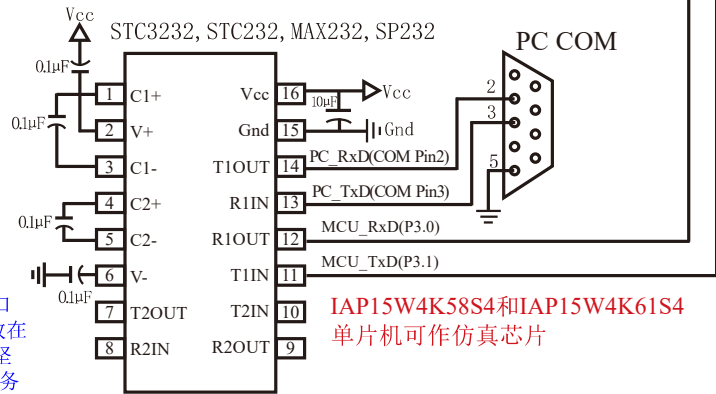 Vcc
STC3232, STC232, MAX232, SP232
PC COM
0.1μF
0.1μF
1 C1+
2 V+
3 C1-
4 C2+
5 C2-
6 V-
7 T2OUT
8 R2IN
0.1μF
0.1μF
Vcc 16
Gnd 15
T1OUT 14
R1IN 13
R1OUT 12
T1IN 11
T2IN 10
R2OUT 9
Vcc
10μF
Gnd
PC_RxD(COM Pin2)
PC_TxD(COM Pin3)
MCU_RxD(P3.0)
MCU_TxD(P3.1)
2
3
5
IAP15W4K58S4和IAP15W4K61S4
单片机可作仿真芯片
口
在
坚
务